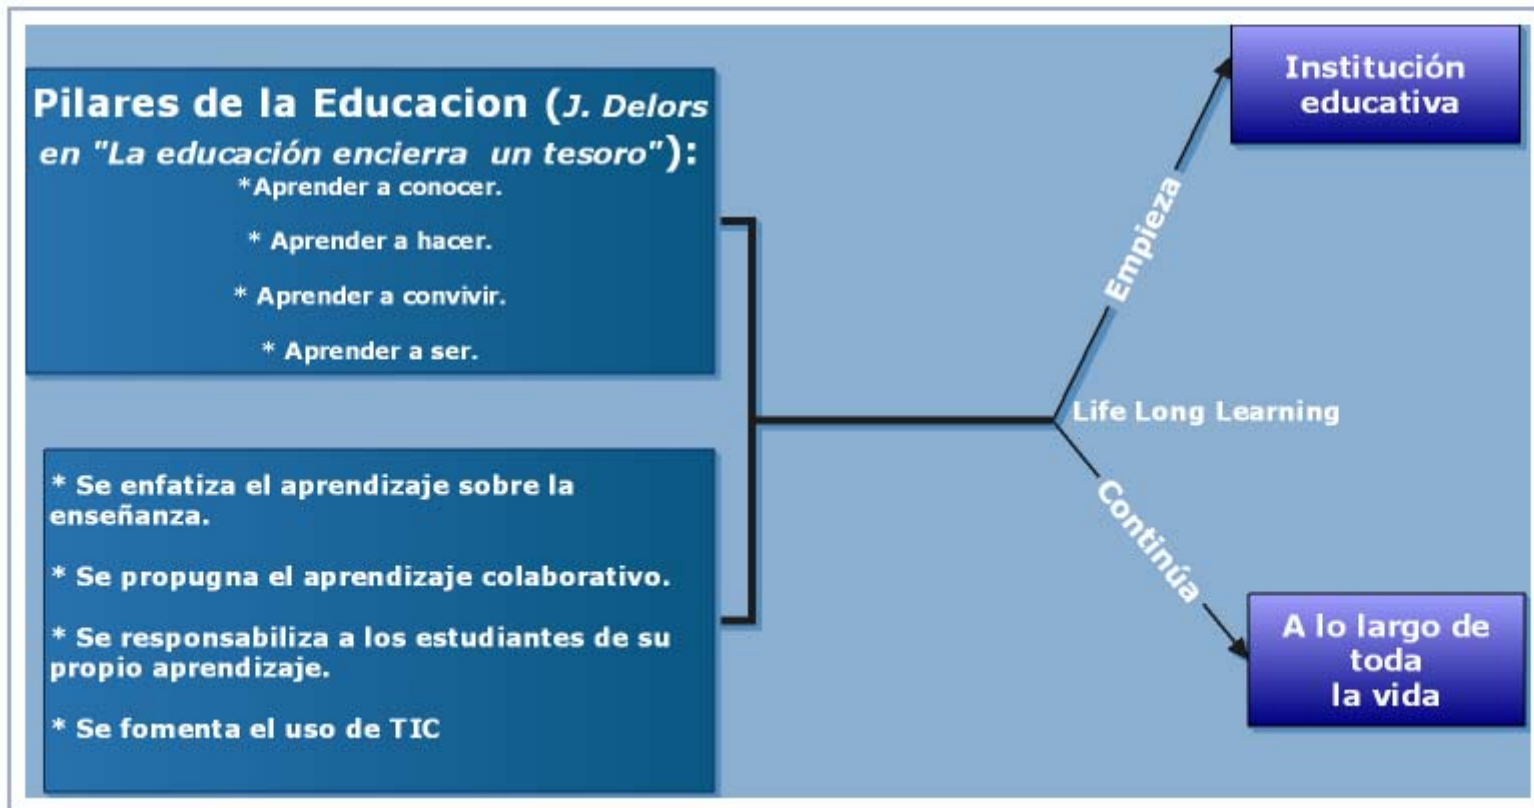 Pilares de la Educacion (J. Delors
en "La educación encierra un tesoro"):
*Aprender a conocer.
* Aprender a hacer.
* Aprender a convivir.
* Aprender a ser.
* Se enfatiza el aprendizaje sobre la
enseñanza.
* Se propugna el aprendizaje colaborativo.
* Se responsabiliza a los estudiantes de su
propio aprendizaje.
* Se fomenta el uso de TIC
Life Long Learning
Empieza
Institución
educativa
Continúa
A lo largo de
toda
la vida